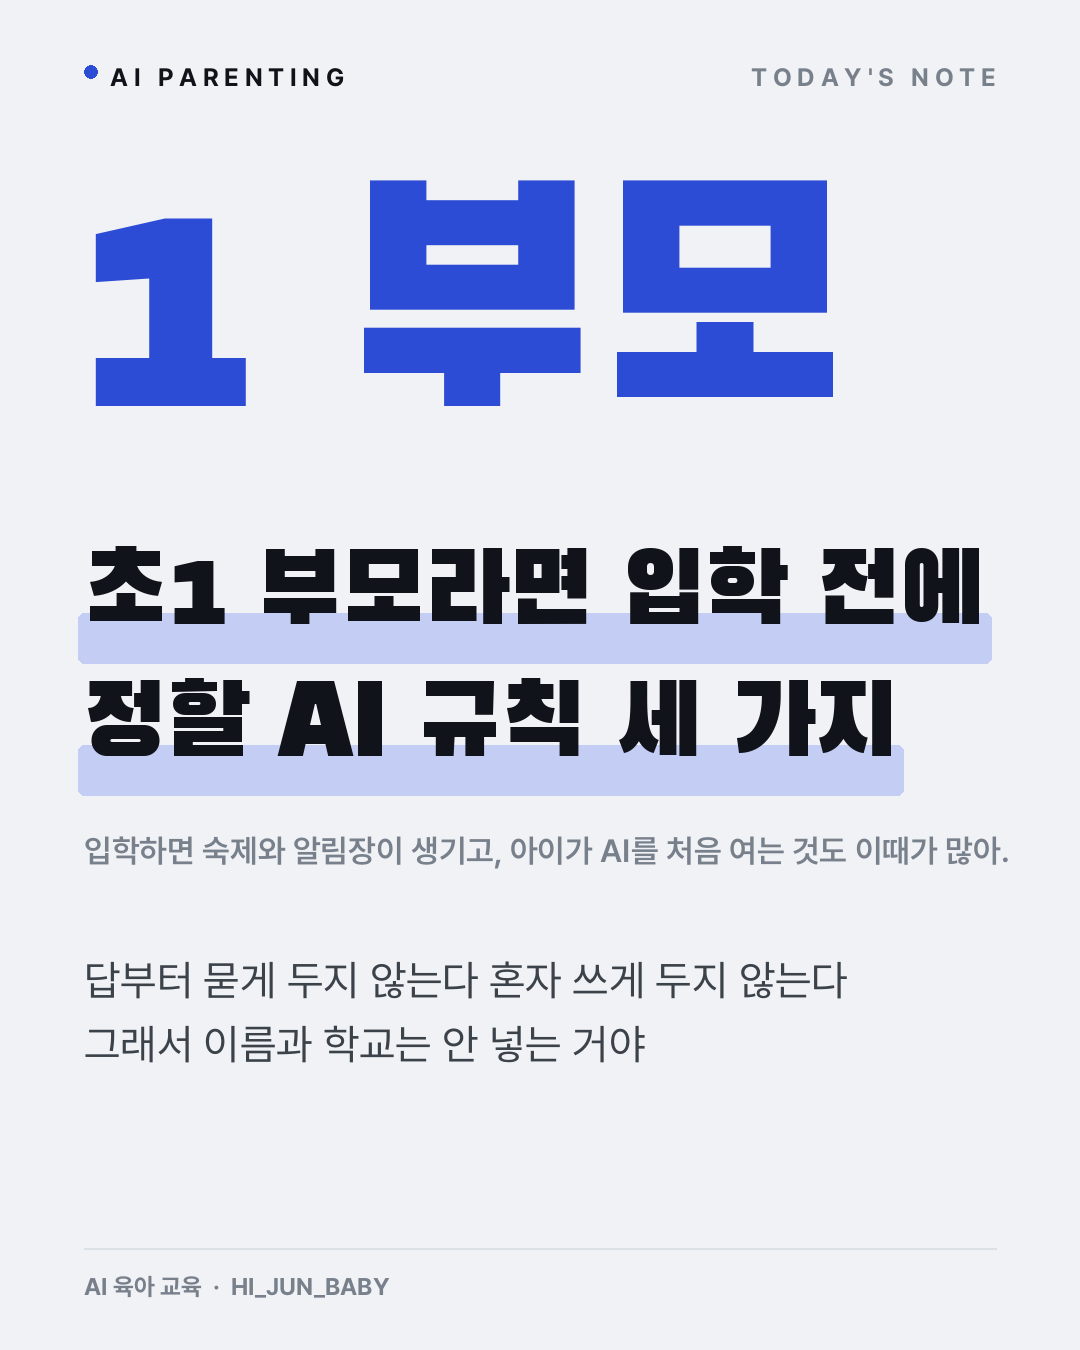 AI PARENTING
TODAY'S NOTE
1 부모
초1 부모라면 입학 전에
정할 AI 규칙 세 가지
입학하면 숙제와 알림장이 생기고, 아이가 AI를 처음 여는 것도 이때가 많아.
답부터 묻게 두지 않는다 혼자 쓰게 두지 않는다
그래서 이름과 학교는 안 넣는 거야
AI 육아 교육 · HI_JUN_BABY